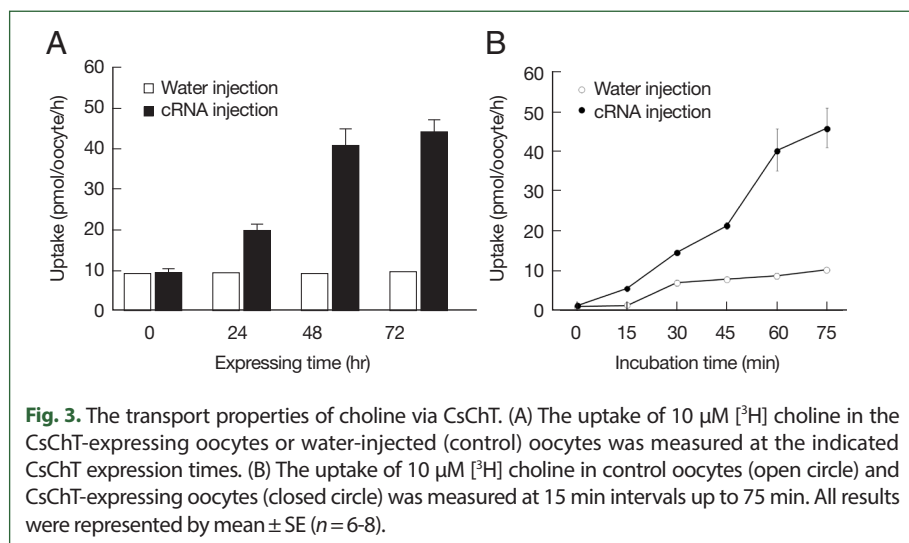 A
60
50
40
30
20
10
0
Uptake (pmol/oocyte/h)
Water injection
cRNA injection
0 24 48 72
Expressing time (hr)
B
60
50
40
30
20
10
0
Uptake (pmol/oocyte/h)
Water injection
cRNA injection
0 15 30 45 60 75
Incubation time (min)
Fig. 3. The transport properties of choline via CsChT. (A) The uptake of 10 μM [³H] choline in the
CsChT-expressing oocytes or water-injected (control) oocytes was measured at the indicated
CsChT expression times. (B) The uptake of 10 μM [³H] choline in control oocytes (open circle) and
CsChT-expressing oocytes (closed circle) was measured at 15 min intervals up to 75 min. All results
were represented by mean ± SE (n = 6-8).